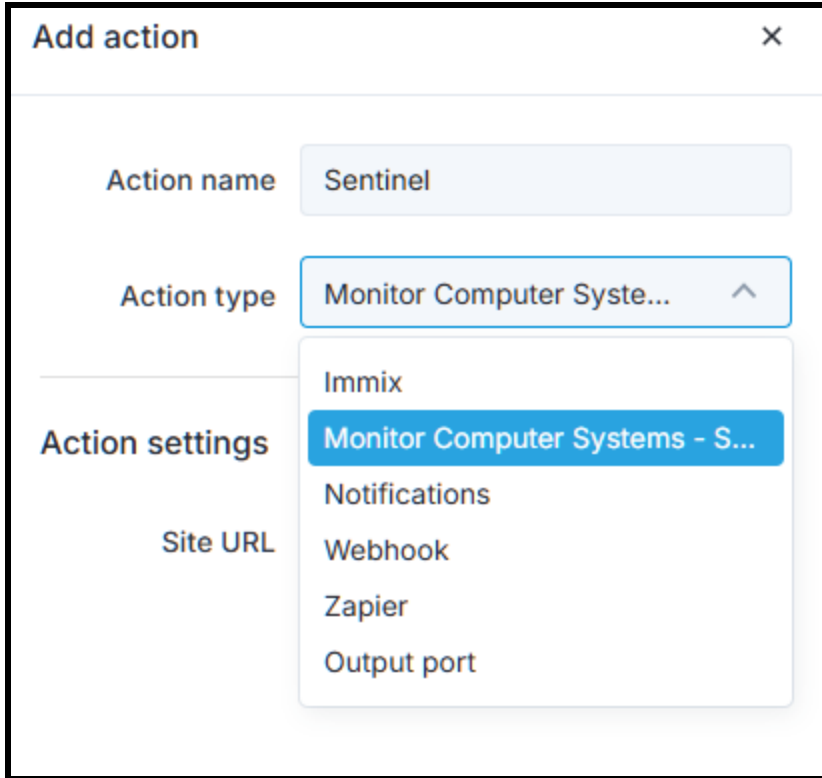 Add action
Action name Sentinel
Action type Monitor Computer Syste...
Immix
Action settings Monitor Computer Systems - S...
Notifications
Site URL Webhook
Zapier
Output port